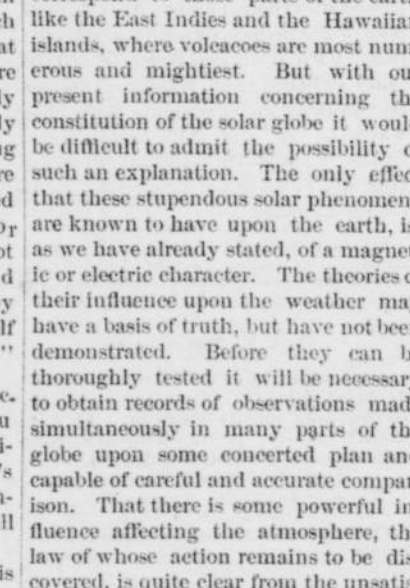 like the East Indies and the Hawaiian
islands, where volcacoes are most num
erous and mightiest. But with ou
present information concerning th
constitution of the solar globe it woul
be difficult to admit the possibility o
such an explanation. The only effec
that these stupendous solar phenomen
are known to have upon the earth, is
as we have already stated, of a magnet
ic or electric character. The theories o
their influence upon the weather ma
have a basis of truth, but have not bee
demonstrated. Before they can b
thoroughly tested it will be necessar
to obtain records of observations mad
simultaneously in many parts of th
globe upon some concerted plan an
capable of careful and accurate compar
ison. That there is some powerful in
fluence affecting the atmosphere, th
law of whose action remains to be dis
covered, is quite clear from the unsati